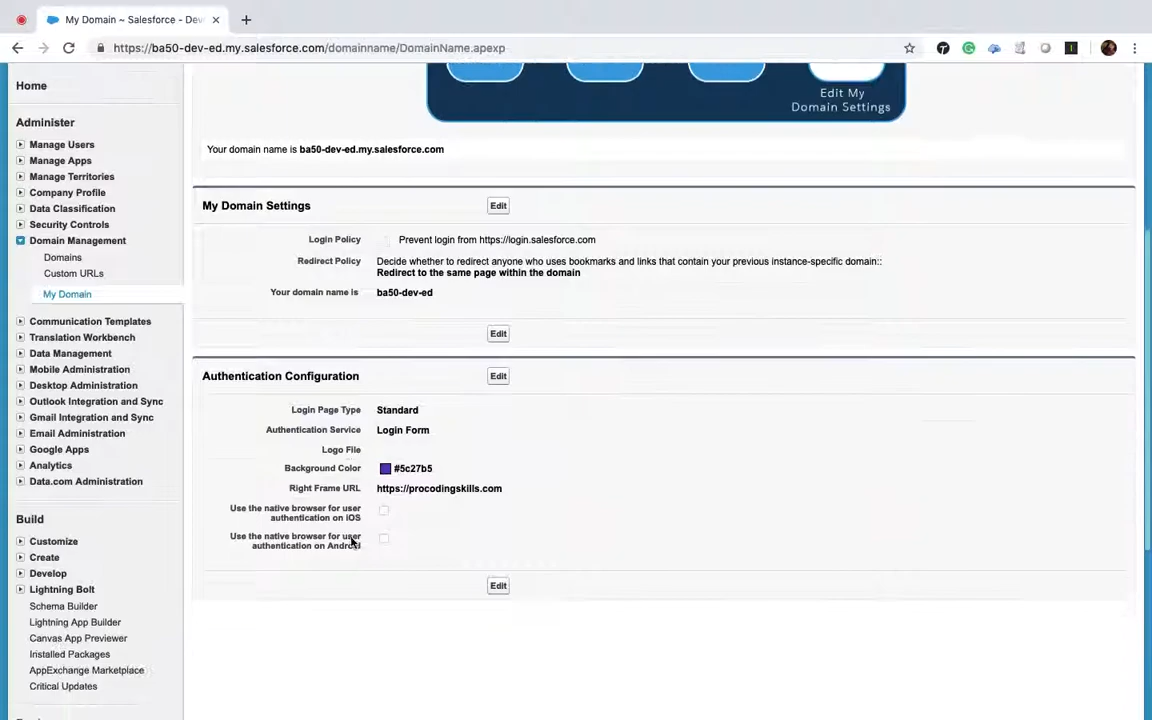 My Domain ~ Salesforce - Dev
https://ba50-dev-ed.my.salesforce.com/domainname/DomainName.apexp
Home
Administer
Manage Users
Manage Apps
Manage Territories
Company Profile
Data Classification
Security Controls
Domain Management
Domains
Custom URLs
My Domain
Communication Templates
Translation Workbench
Data Management
Mobile Administration
Desktop Administration
Outlook Integration and Sync
Gmail Integration and Sync
Email Administration
Google Apps
Analytics
Data.com Administration
Build
Customize
Create
Develop
Lightning Bolt
Schema Builder
Lightning App Builder
Canvas App Previewer
Installed Packages
AppExchange Marketplace
Critical Updates
Edit My
Domain Settings
Your domain name is ba50-dev-ed.my.salesforce.com
My Domain Settings Edit
Login Policy Prevent login from https://login.salesforce.com
Redirect Policy Decide whether to redirect anyone who uses bookmarks and links that contain your previous instance-specific domain::
Redirect to the same page within the domain
Your domain name is ba50-dev-ed
Edit
Authentication Configuration Edit
Login Page Type Standard
Authentication Service Login Form
Logo File
Background Color #5c27b5
Right Frame URL https://procodingskills.com
Use the native browser for user
authentication on iOS
Use the native browser for user
authentication on Android
Edit